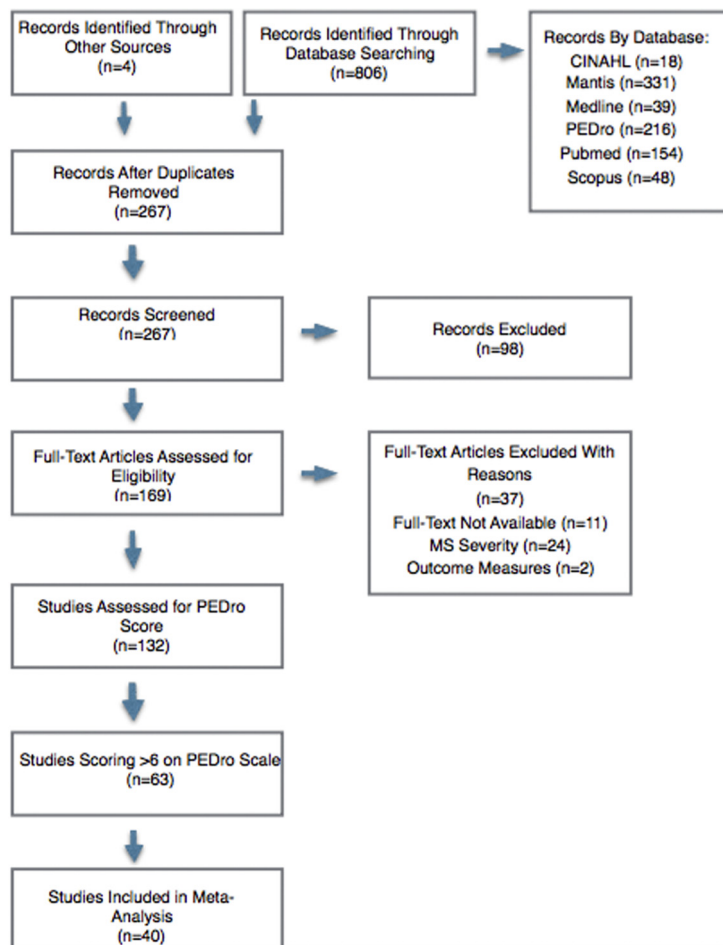 Records Identified Through
Other Sources
(n=4)
Records Identified Through
Database Searching
(n=806)
Records By Database:
CINAHL (n=18)
Mantis (n=331)
Medline (n=39)
PEDro (n=216)
Pubmed (n=154)
Scopus (n=48)
Records After Duplicates
Removed
(n=267)
Records Screened
(n=267)
Records Excluded
(n=98)
Full-Text Articles Assessed for
Eligibility
(n=169)
Full-Text Articles Excluded With
Reasons
(n=37)
Full-Text Not Available (n=11)
MS Severity (n=24)
Outcome Measures (n=2)
Studies Assessed for PEDro
Score
(n=132)
Studies Scoring >6 on PEDro Scale
(n=63)
Studies Included in Meta-
Analysis
(n=40)